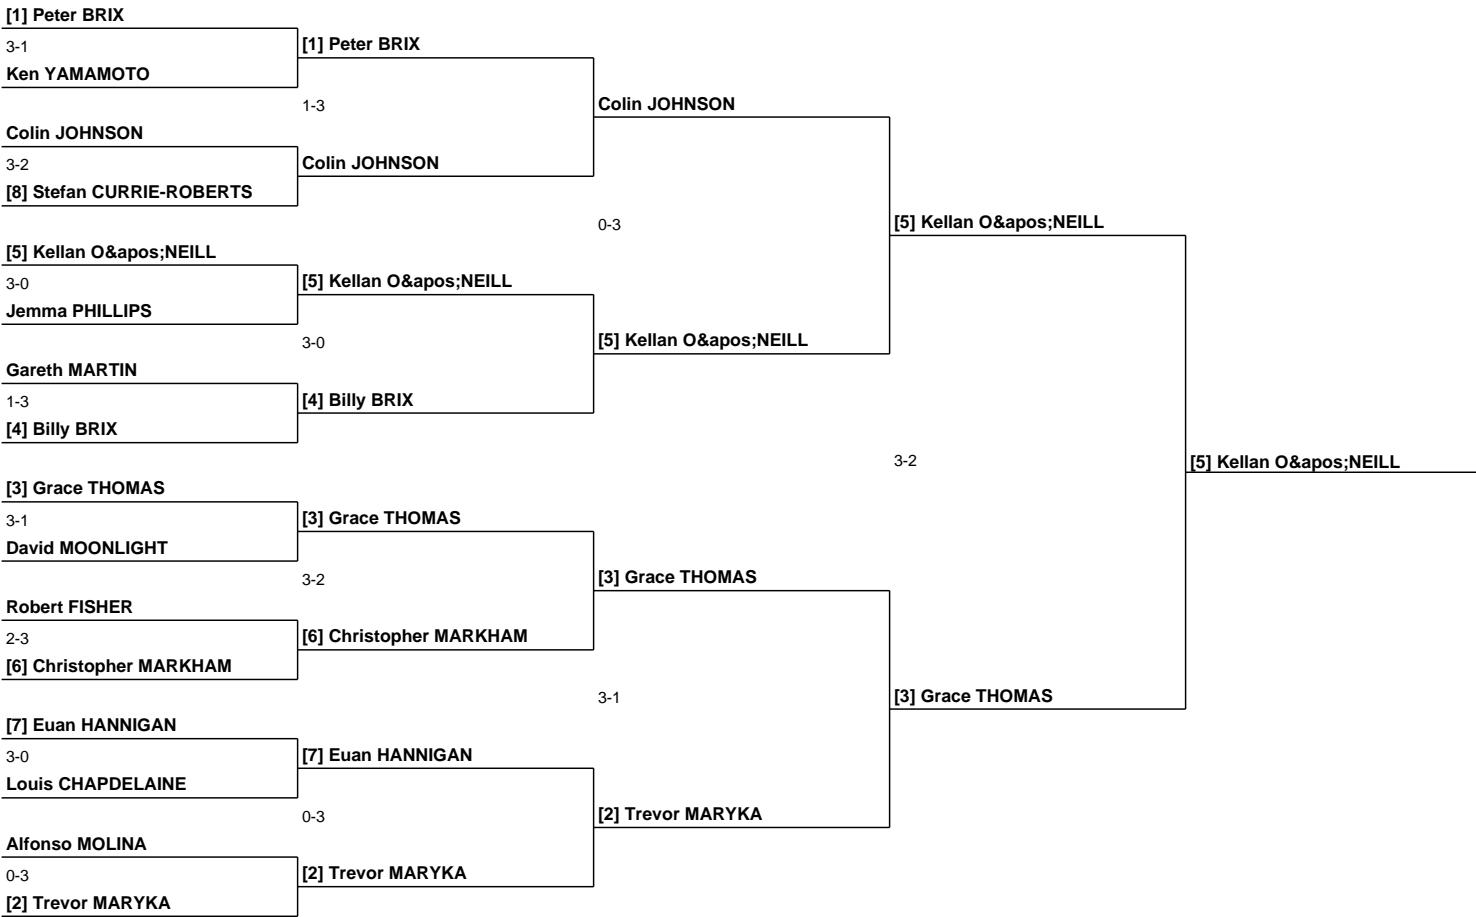 [1] Peter BRIX
3-1
Ken YAMAMOTO
Colin JOHNSON
3-2
[8] Stefan CURRIE-ROBERTS
[5] Kellan O&apos;NEILL
3-0
Jemma PHILLIPS
Gareth MARTIN
1-3
[4] Billy BRIX
[3] Grace THOMAS
3-1
David MOONLIGHT
Robert FISHER
2-3
[6] Christopher MARKHAM
[7] Euan HANNIGAN
3-0
Louis CHAPDELAINE
Alfonso MOLINA
0-3
[2] Trevor MARYKA
[1] Peter BRIX
1-3
Colin JOHNSON
[5] Kellan O&apos;NEILL
3-0
[4] Billy BRIX
[3] Grace THOMAS
3-2
[6] Christopher MARKHAM
[7] Euan HANNIGAN
0-3
[2] Trevor MARYKA
Colin JOHNSON
0-3
[5] Kellan O&apos;NEILL
[3] Grace THOMAS
3-1
[2] Trevor MARYKA
[5] Kellan O&apos;NEILL
3-2
[3] Grace THOMAS
[5] Kellan O&apos;NEILL